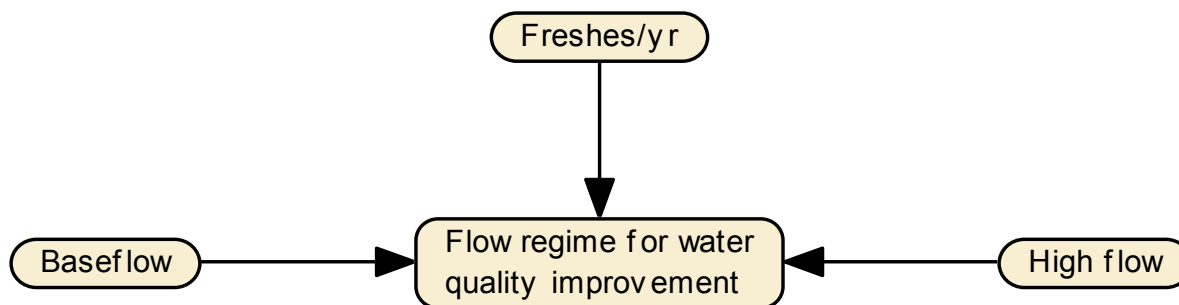 Freshes/yr
Flow regime for water
quality improvement
Baseflow
High flow